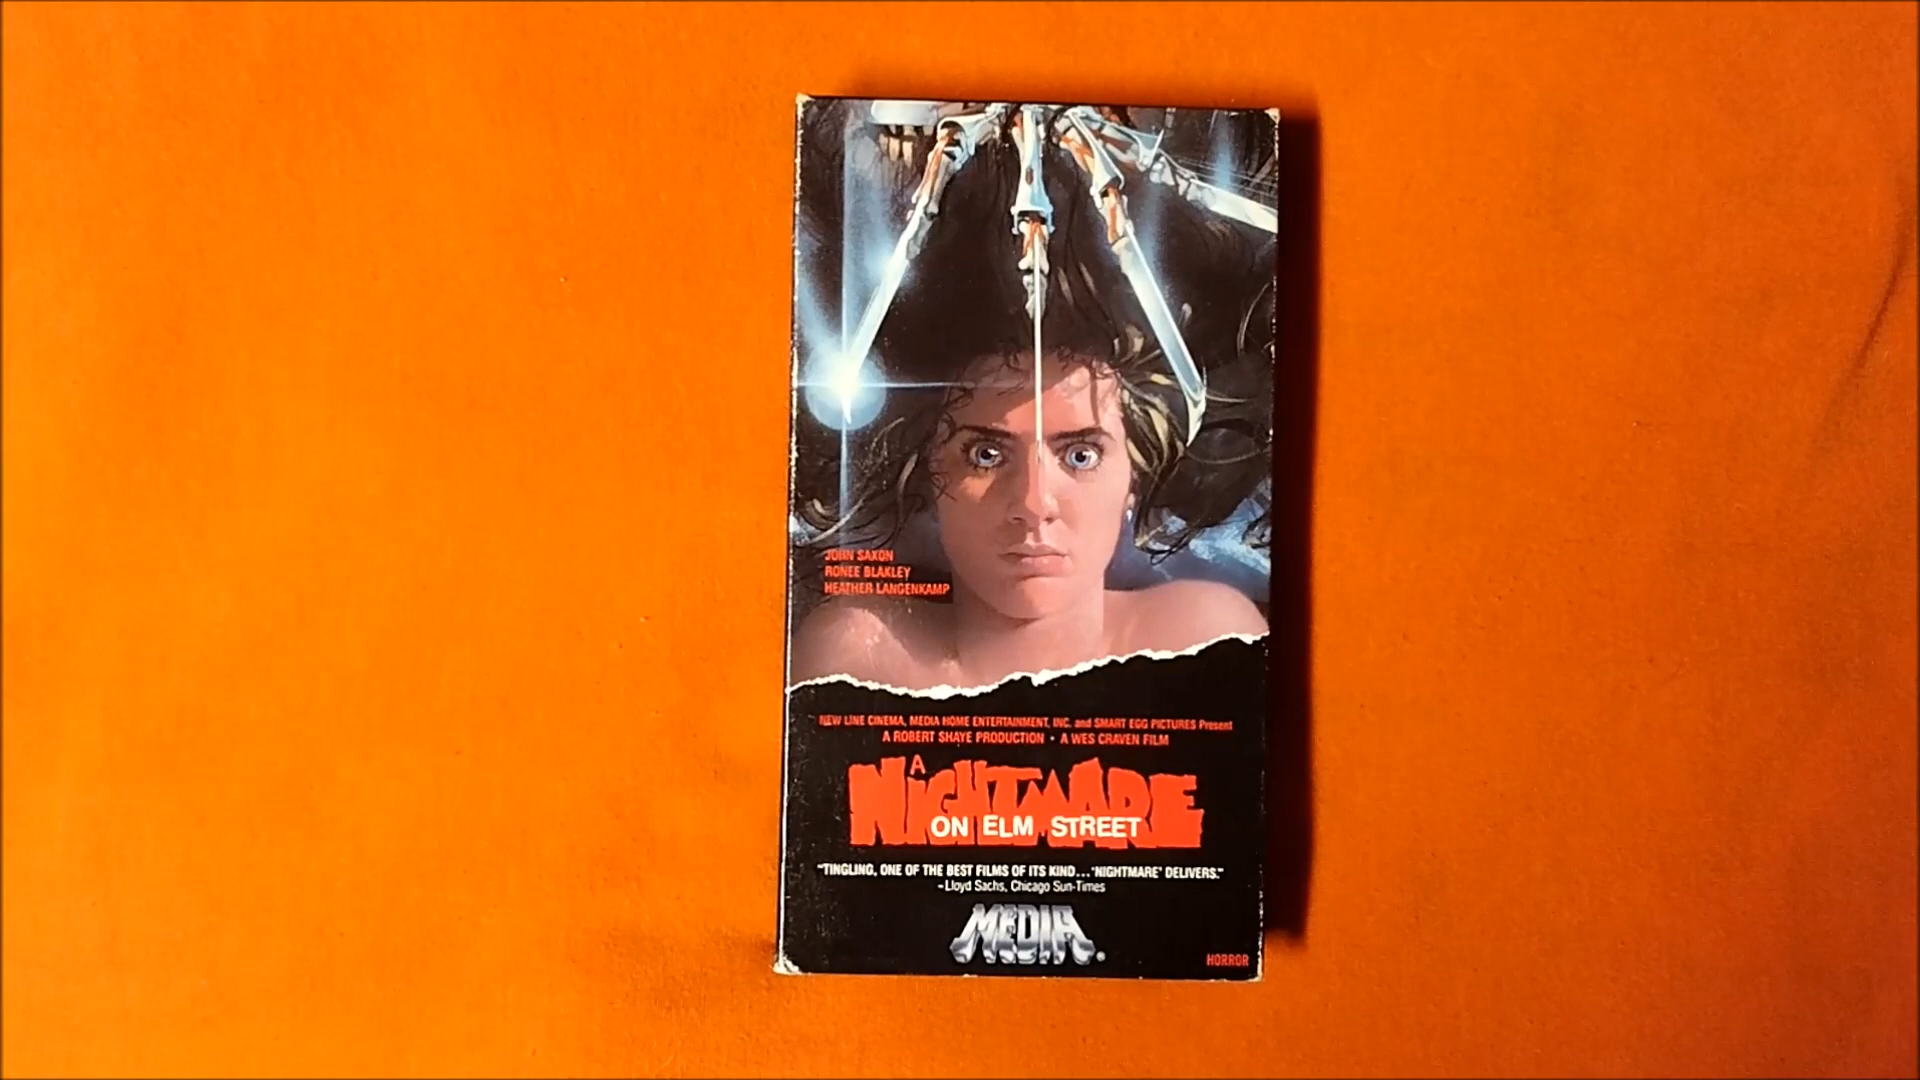 JOHN SAXON
RONEE BLAKLEY
HEATHER LANGENKAMP
NEW LINE CINEMA, MEDIA HOME ENTERTAINMENT, INC. and SMART EGG PICTURES Present
A ROBERT SHAYE PRODUCTION • A WES CRAVEN FILM
A
NIGHTMARE
ON ELM STREET
"TINGLING, ONE OF THE BEST FILMS OF ITS KIND... 'NIGHTMARE' DELIVERS."
-Lloyd Sachs, Chicago Sun-Times
MEDIA®
HORROR